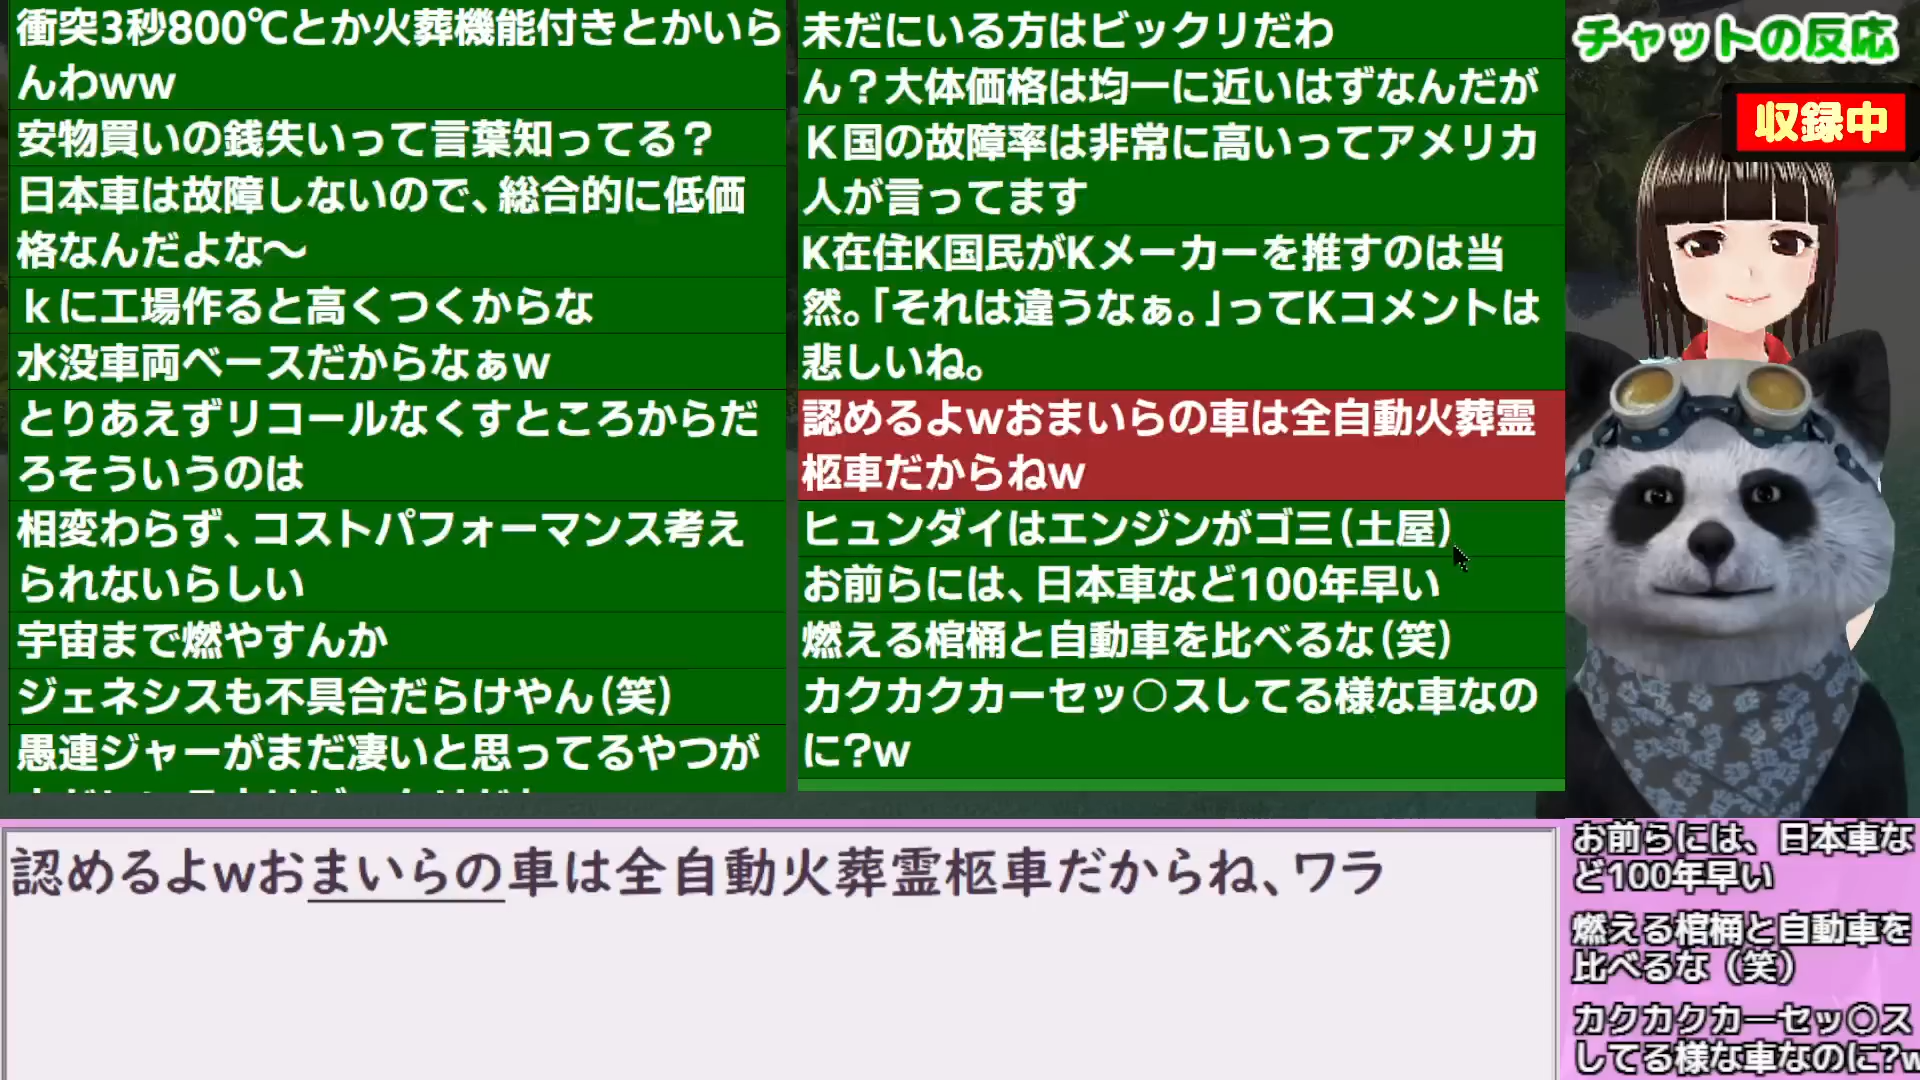 衝突3秒800℃とか火葬機能付きとかいら
んわww
安物買いの銭失いって言葉知ってる？
日本車は故障しないので、総合的に低価
格なんだよな～
ｋに工場作ると高くつくからな
水没車両ベースだからなぁｗ
とりあえずリコールなくすところからだ
ろそういうのは
相変わらず、コストパフォーマンス考え
られないらしい
宇宙まで燃やすんか
ジェネシスも不具合だらけやん(笑)
愚連ジャーがまだ凄いと思ってるやつが
未だにいる方はビックリだわ
ん？大体価格は均一に近いはずなんだが
Ｋ国の故障率は非常に高いってアメリカ
人が言ってます
K在住K国民がKメーカーを推すのは当
然。「それは違うなぁ。」ってKコメントは
悲しいね。
認めるよwおまいらの車は全自動火葬霊
柩車だからねw
ヒュンダイはエンジンがゴ三(土屋)
お前らには、日本車など100年早い
燃える棺桶と自動車を比べるな(笑)
カクカクカーセッ○スしてる様な車なの
に?w
チャットの反応
収録中
認めるよwおまいらの車は全自動火葬霊柩車だからね、ワラ
お前らには、日本車な
ど100年早い
燃える棺桶と自動車を
比べるな（笑）
カクカクカーセッ○ス
してる様な車なのに?w